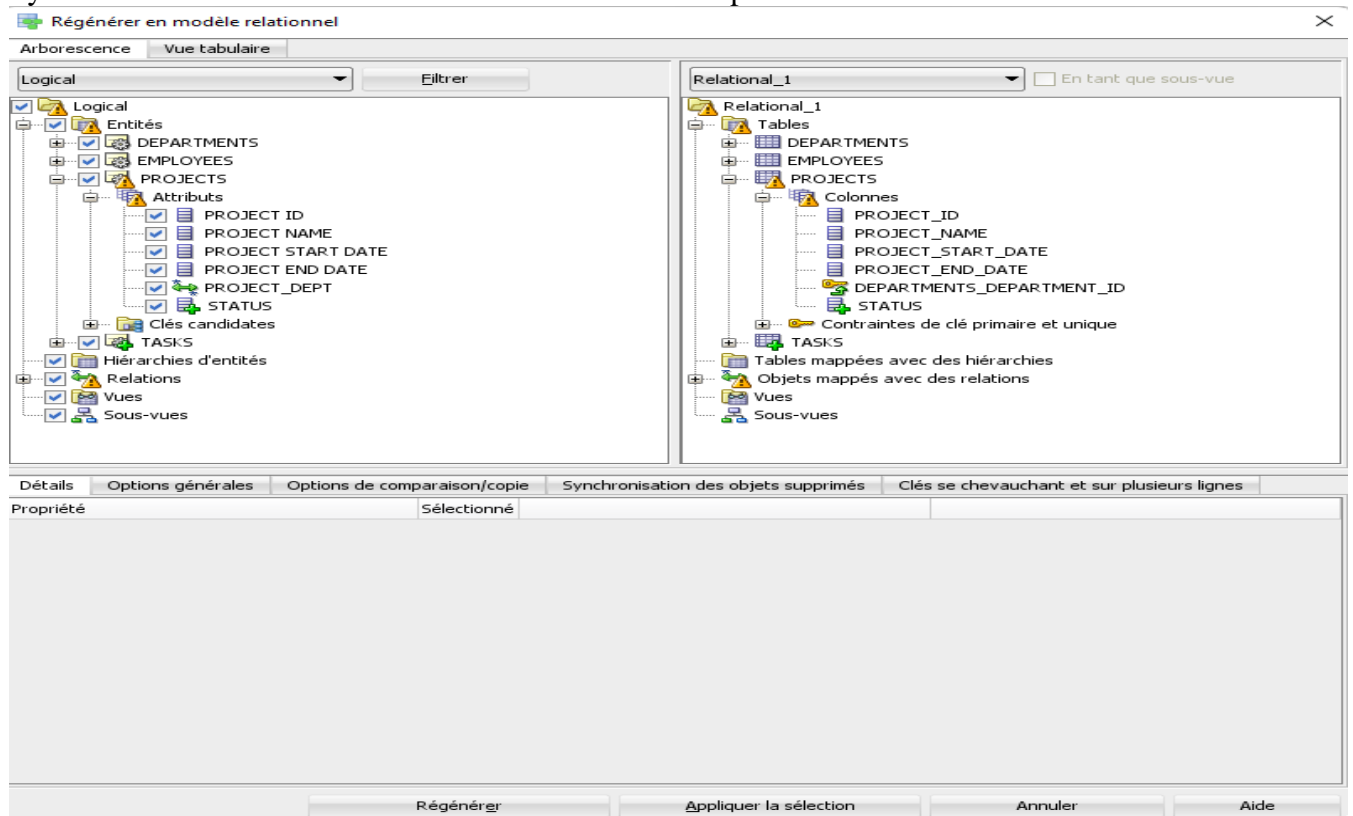 Régénérer en modèle relationnel
Arborescence Vue tabulaire
Logical Filtrer Relational_1 En tant que sous-vue
Logical
Entités
DEPARTMENTS
EMPLOYEES
PROJECTS
Attributs
PROJECT ID
PROJECT NAME
PROJECT START DATE
PROJECT END DATE
PROJECT_DEPT
STATUS
Clés candidates
TASKS
Hiérarchies d'entités
Relations
Vues
Sous-vues
Relational_1
Tables
DEPARTMENTS
EMPLOYEES
PROJECTS
Colonnes
PROJECT_ID
PROJECT_NAME
PROJECT_START_DATE
PROJECT_END_DATE
DEPARTMENTS_DEPARTMENT_ID
STATUS
Contraintes de clé primaire et unique
TASKS
Tables mappées avec des hiérarchies
Objets mappés avec des relations
Vues
Sous-vues
Détails Options générales Options de comparaison/copie Synchronisation des objets supprimés Clés se chevauchant et sur plusieurs lignes
Propriété Sélectionné
Régénérer Appliquer la sélection Annuler Aide